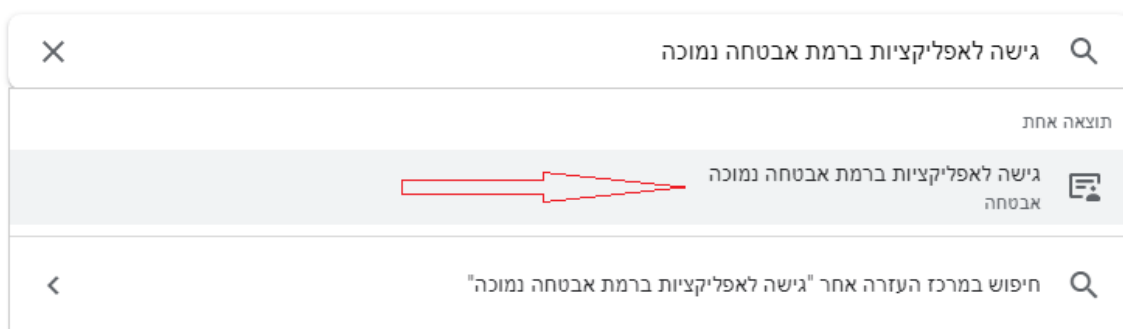 גישה לאפליקציות ברמת אבטחה נמוכה
תוצאה אחת
גישה לאפליקציות ברמת אבטחה נמוכה
אבטחה
חיפוש במרכז העזרה אחר "גישה לאפליקציות ברמת אבטחה נמוכה"